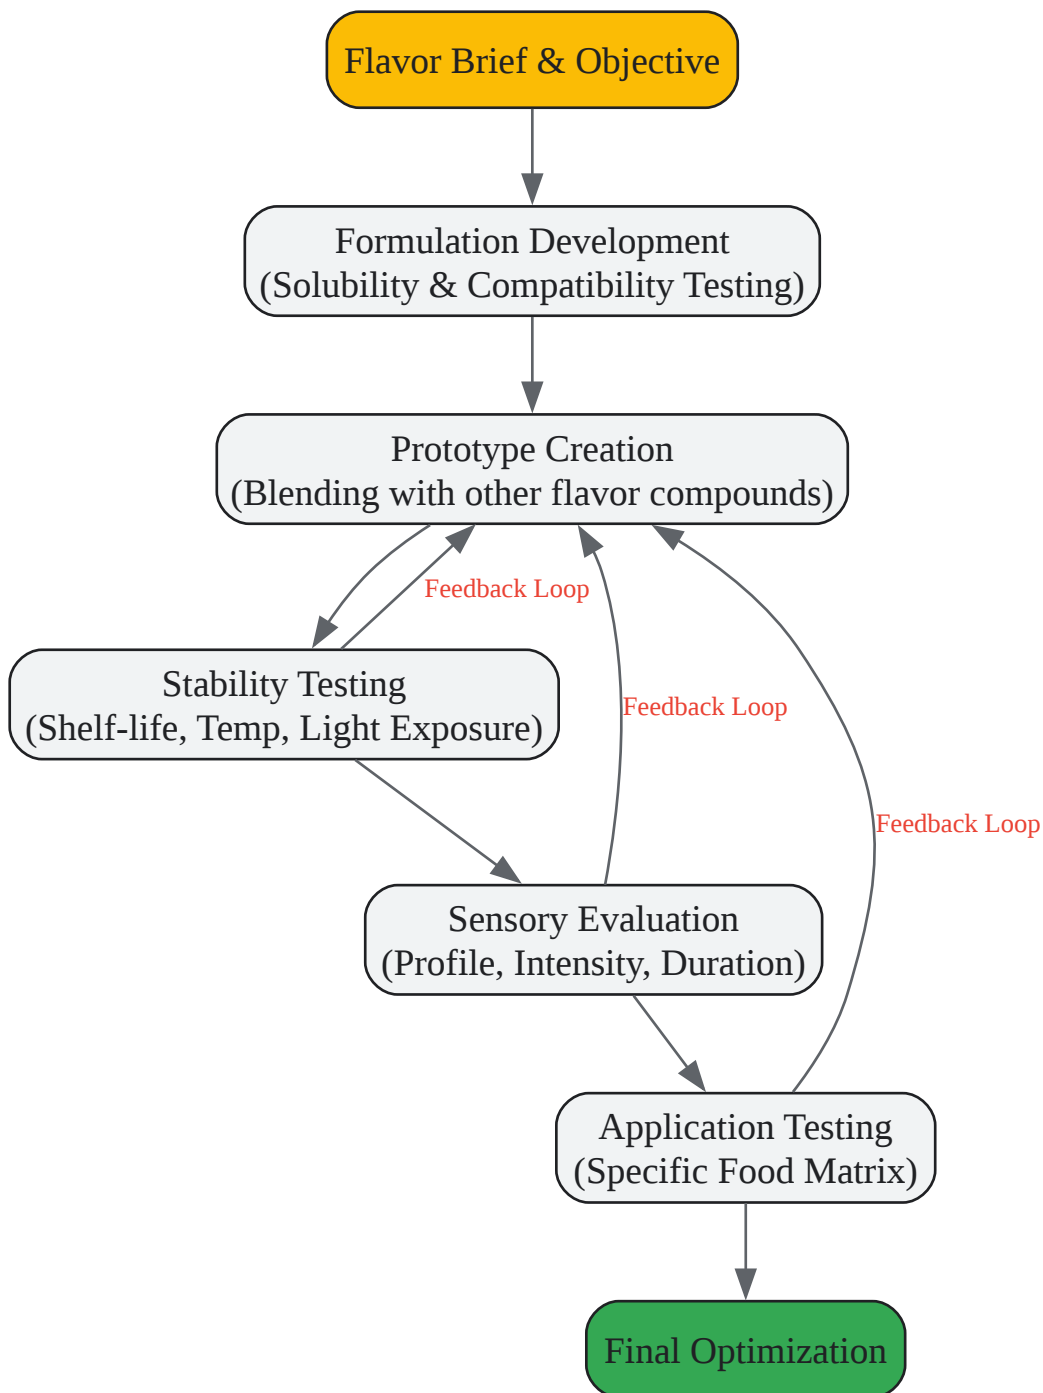 Flavor Brief & Objective
Formulation Development
(Solubility & Compatibility Testing)
Prototype Creation
(Blending with other flavor compounds)
Feedback Loop
Stability Testing
(Shelf-life, Temp, Light Exposure)
Feedback Loop
Feedback Loop
Sensory Evaluation
(Profile, Intensity, Duration)
Application Testing
(Specific Food Matrix)
Final Optimization